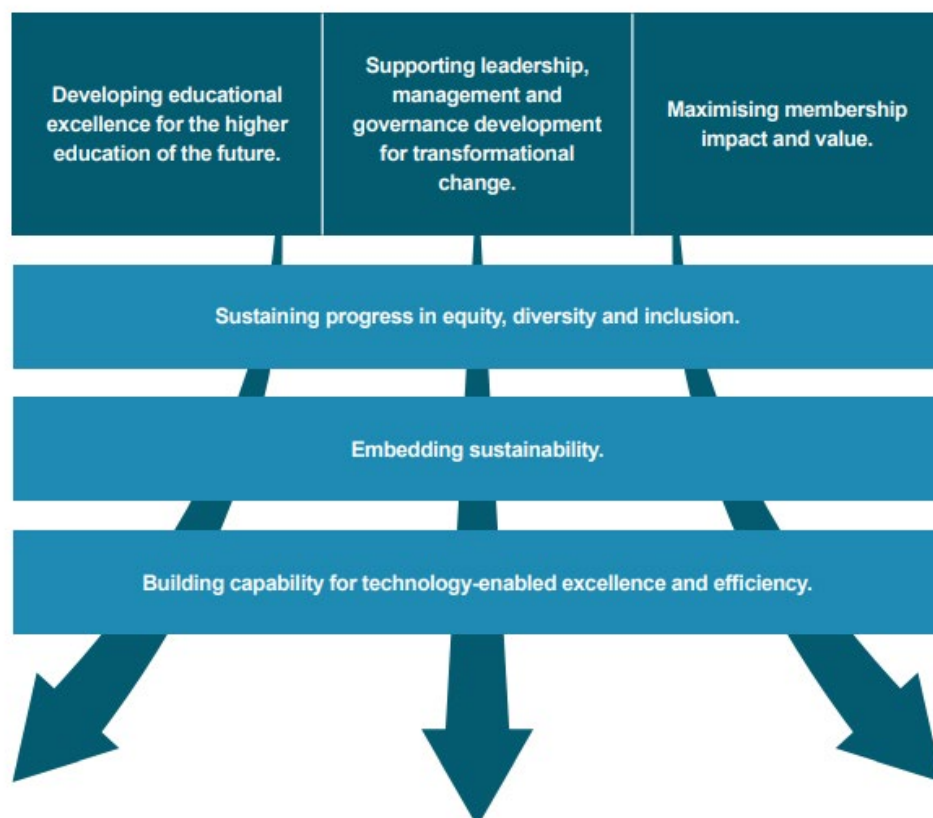 Developing educational
excellence for the higher
education of the future.
Supporting leadership,
management and
governance development
for transformational
change.
Maximising membership
impact and value.
Sustaining progress in equity, diversity and inclusion.
Embedding sustainability.
Building capability for technology-enabled excellence and efficiency.